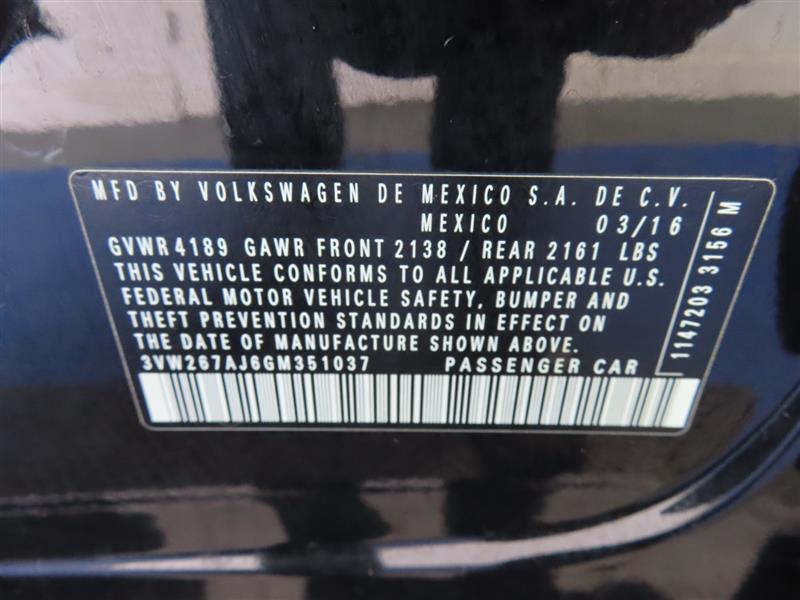 MFD BY VOLKSWAGEN DE MEXICO S.A. DE C.V.
MEXICO 03/16
GVWR 4189 GAWR FRONT 2138 / REAR 2161 LBS
THIS VEHICLE CONFORMS TO ALL APPLICABLE U.S.
FEDERAL MOTOR VEHICLE SAFETY, BUMPER AND
THEFT PREVENTION STANDARDS IN EFFECT ON
THE DATE OF MANUFACTURE SHOWN ABOVE.
3VW267AJ6GM351037 PASSENGER CAR
1147203 3156 M